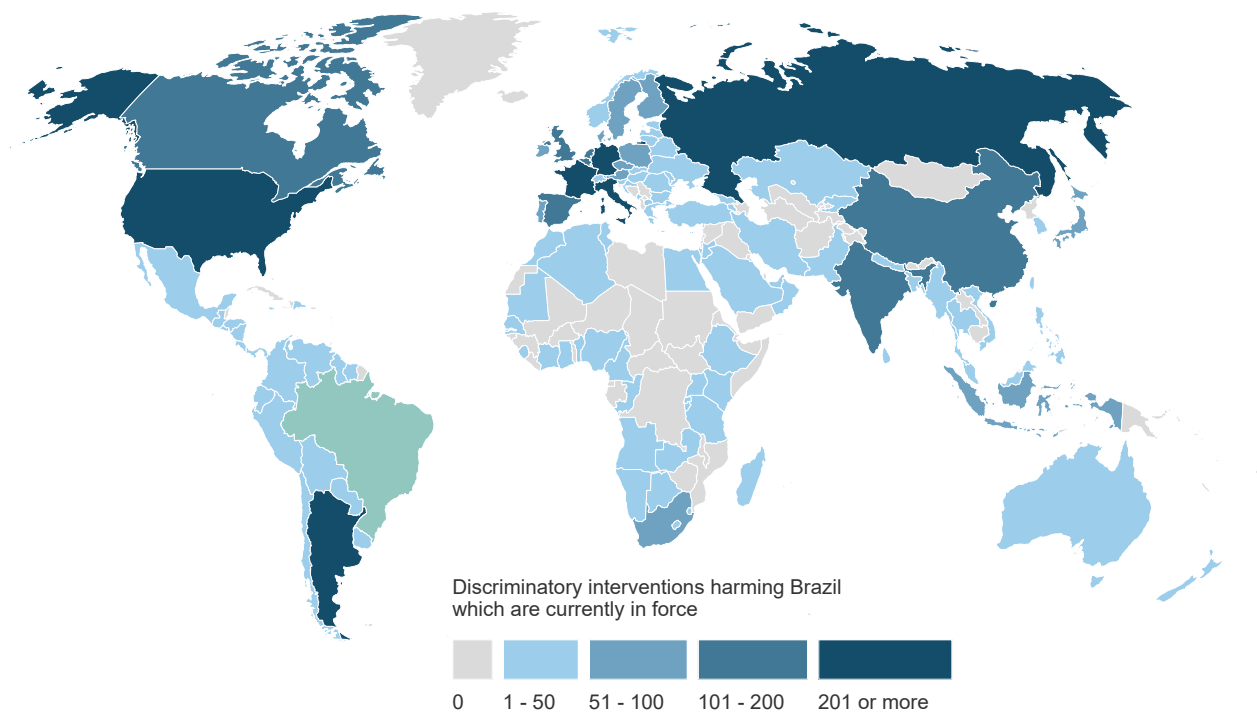 Discriminatory interventions harming Brazil
which are currently in force
0 1 - 50 51 - 100 101 - 200 201 or more